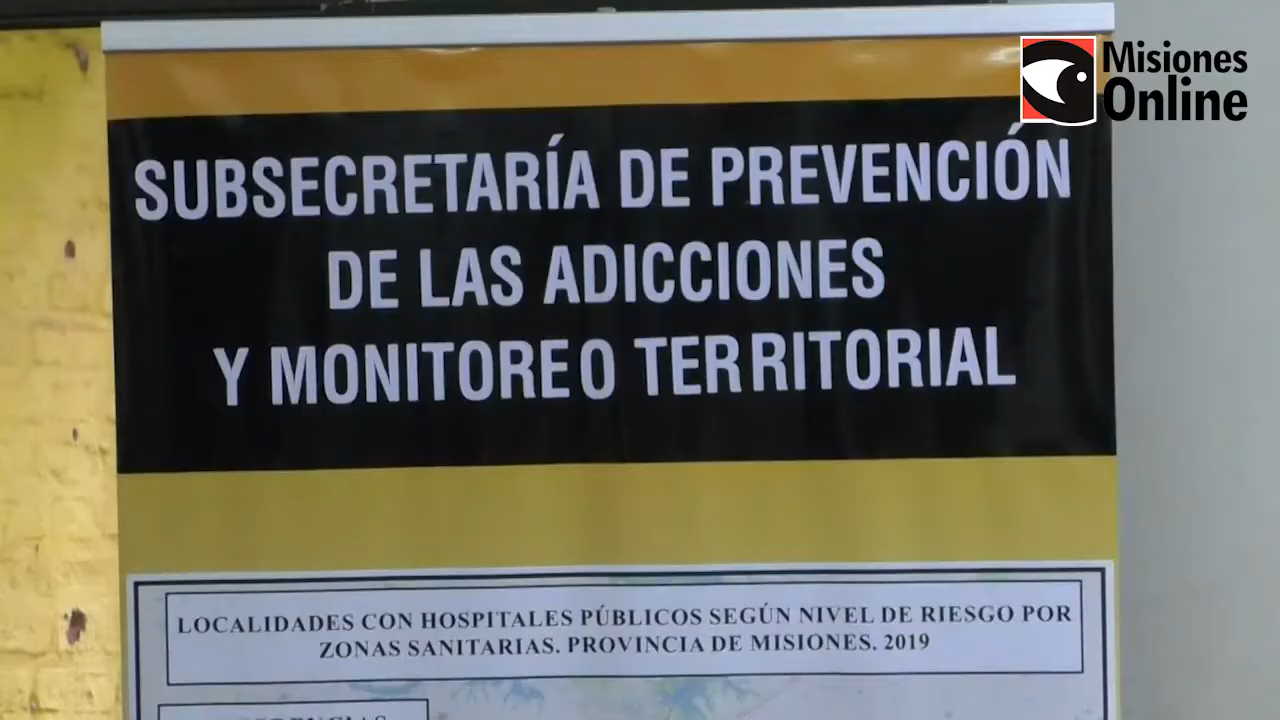 Misiones
Online
SUBSECRETARÍA DE PREVENCIÓN
DE LAS ADICCIONES
Y MONITOREO TERRITORIAL
LOCALIDADES CON HOSPITALES PÚBLICOS SEGÚN NIVEL DE RIESGO POR
ZONAS SANITARIAS. PROVINCIA DE MISIONES. 2019